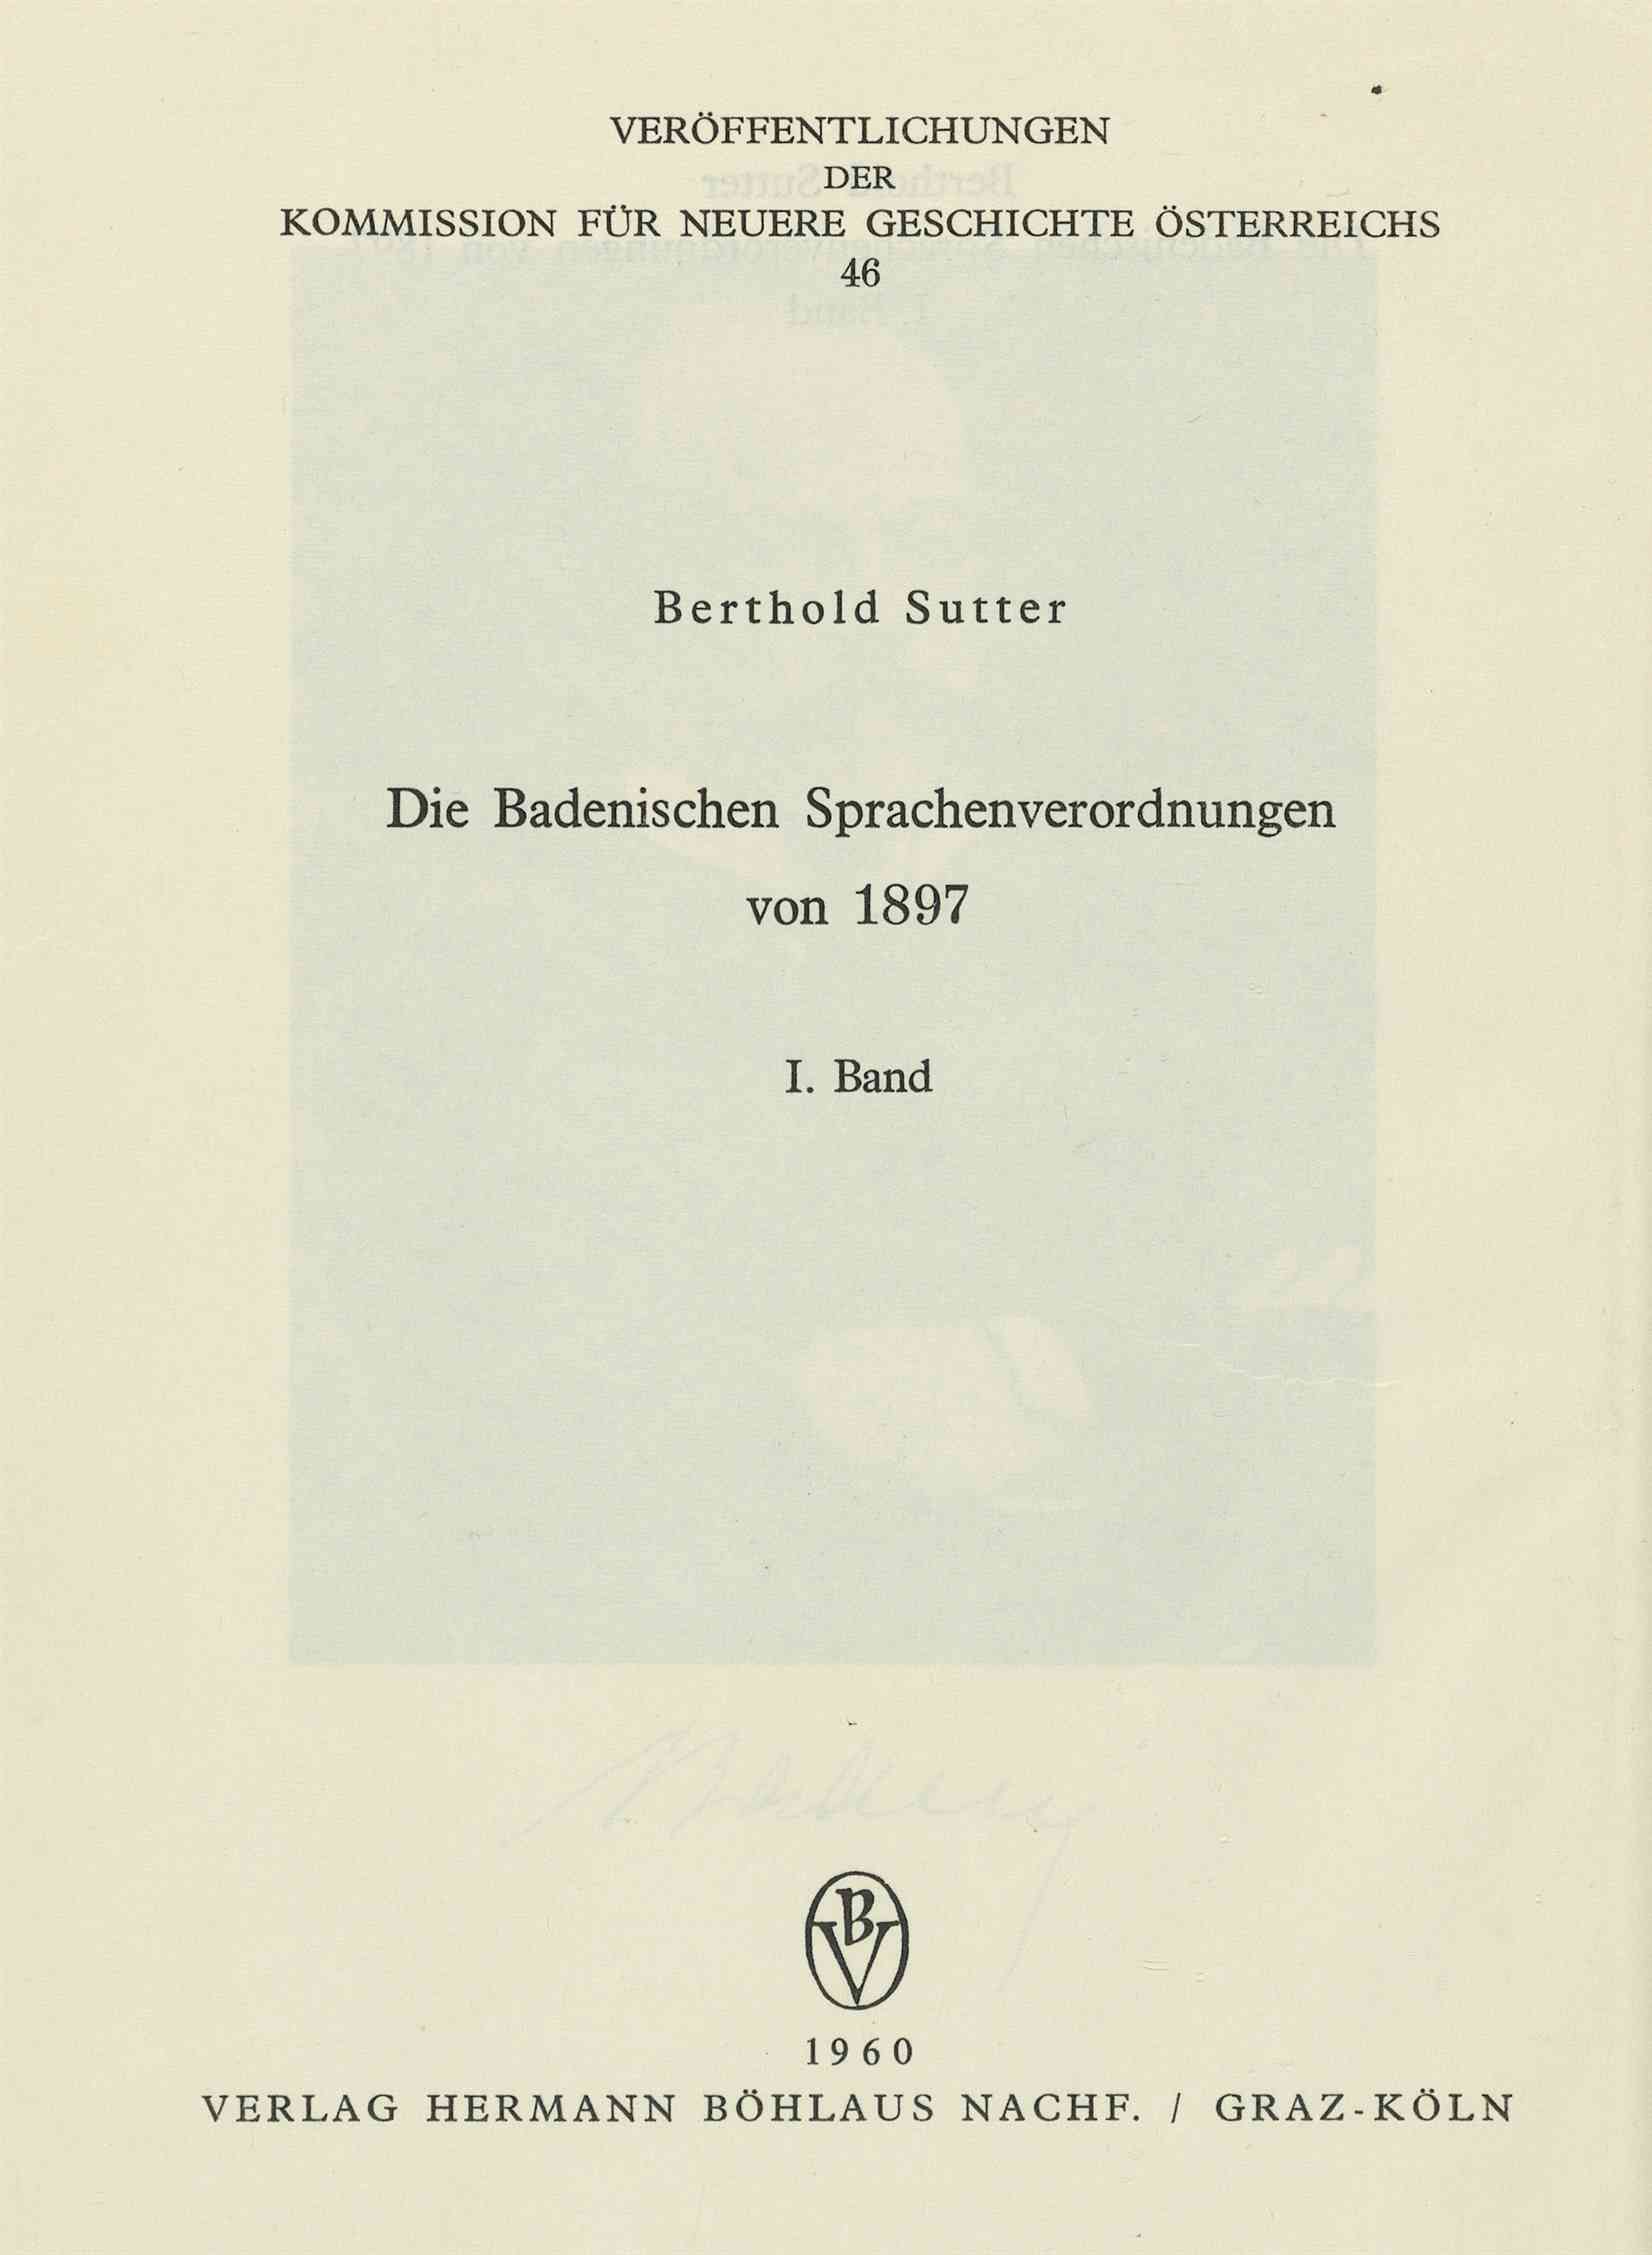 VERÖFFENTLICHUNGEN
DER
KOMMISSION FÜR NEUERE GESCHICHTE ÖSTERREICHS
46
Berthold Sutter
Die Badenischen Sprachenverordnungen
von 1897
I. Band
BV
1960
VERLAG HERMANN BÖHLAUS NACHF. / GRAZ-KÖLN